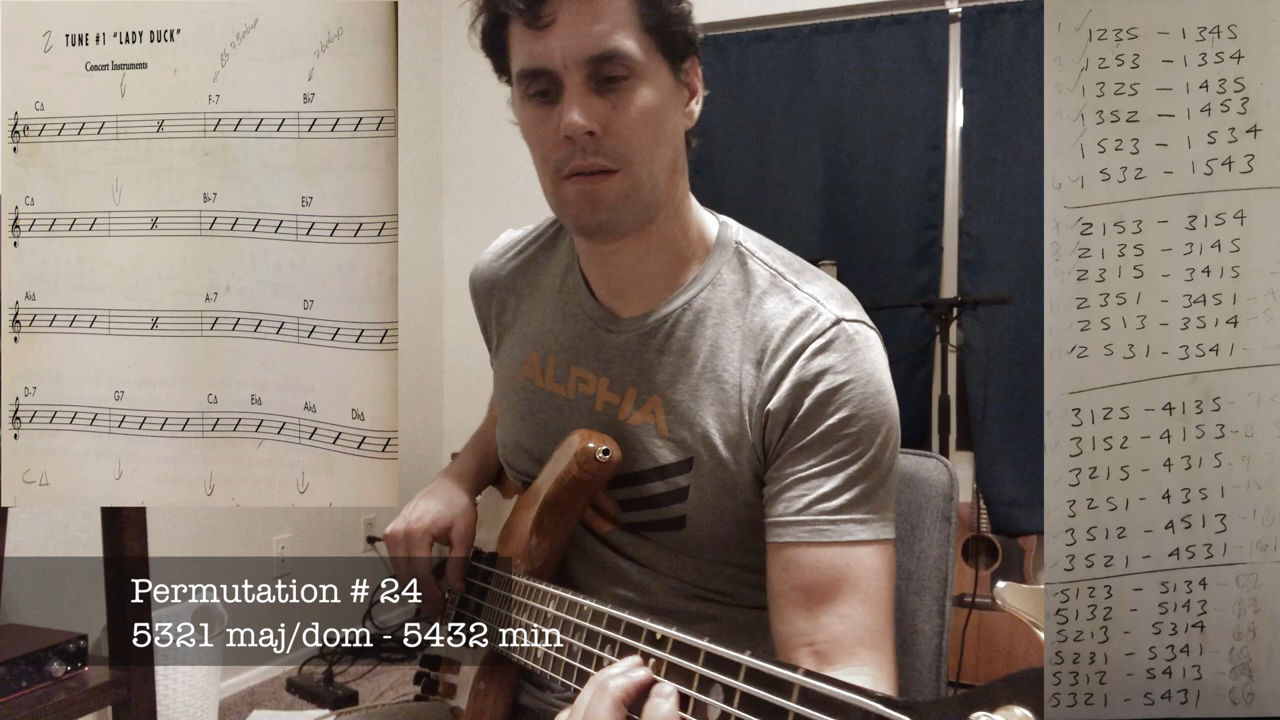 2 TUNE #1 "LADY DUCK"
Concert Instruments
C∆ F-7 B♭7
C∆ B♭-7 E♭7
A♭∆ A-7 D7
D-7 G7 C∆ E♭∆ A♭∆ D♭∆
C∆
ALPHA
Permutation # 24
5321 maj/dom - 5432 min
1235 - 1345
1253 - 1354
1325 - 1435
1352 - 1453
1523 - 1534
1532 - 1543
2153 - 3154
2135 - 3145
2315 - 3415
2351 - 3451
2513 - 3514
2531 - 3541
3125 - 4135
3152 - 4153
3215 - 4315
3251 - 4351
3512 - 4513
3521 - 4531
5123 - 5134
5132 - 5143
5213 - 5314
5231 - 5341
5312 - 5413
5321 - 5431